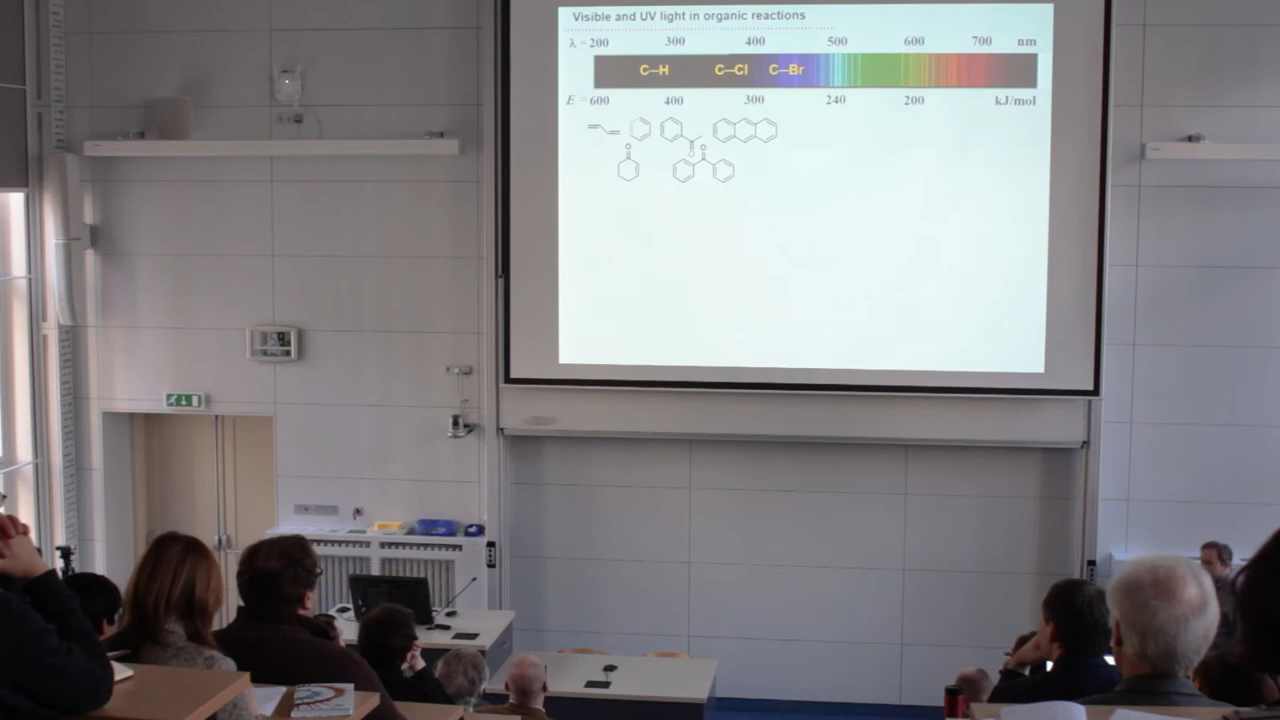 Visible and UV light in organic reactions
λ = 200 300 400 500 600 700 nm
C–H C–Cl C–Br
E = 600 400 300 240 200 kJ/mol
O
O
O
O